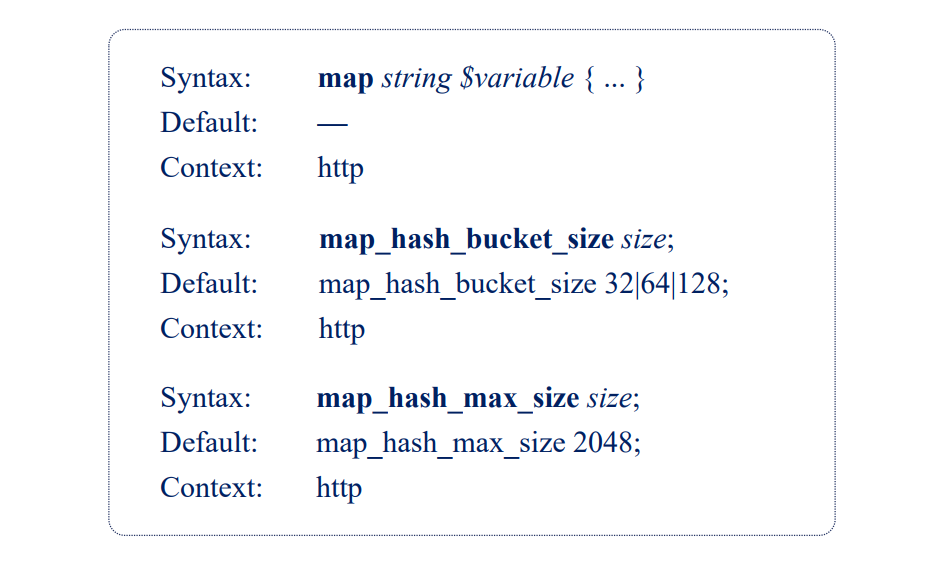 Syntax: map string $variable { ... }
Default: —
Context: http
Syntax: map_hash_bucket_size size;
Default: map_hash_bucket_size 32|64|128;
Context: http
Syntax: map_hash_max_size size;
Default: map_hash_max_size 2048;
Context: http